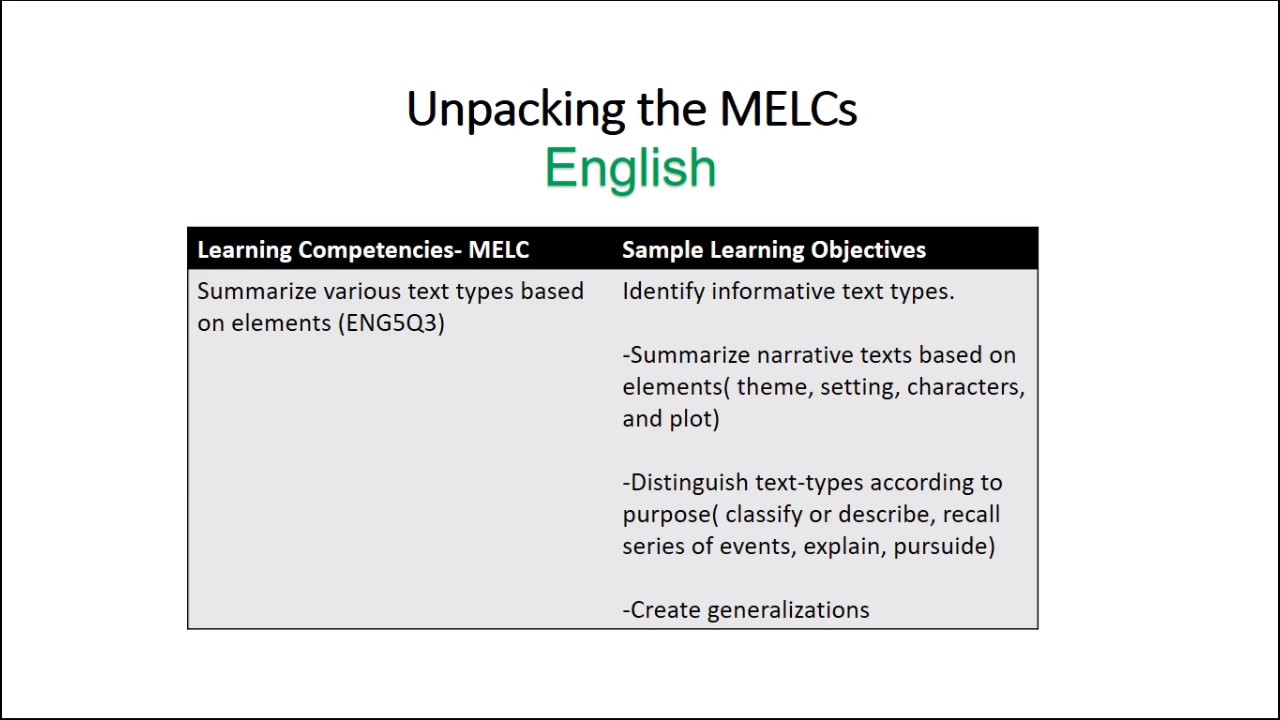 Unpacking the MELCs
English
Learning Competencies- MELC
Sample Learning Objectives
Summarize various text types based
on elements (ENG5Q3)
Identify informative text types.
-Summarize narrative texts based on
elements( theme, setting, characters,
and plot)
-Distinguish text-types according to
purpose( classify or describe, recall
series of events, explain, pursuide)
-Create generalizations